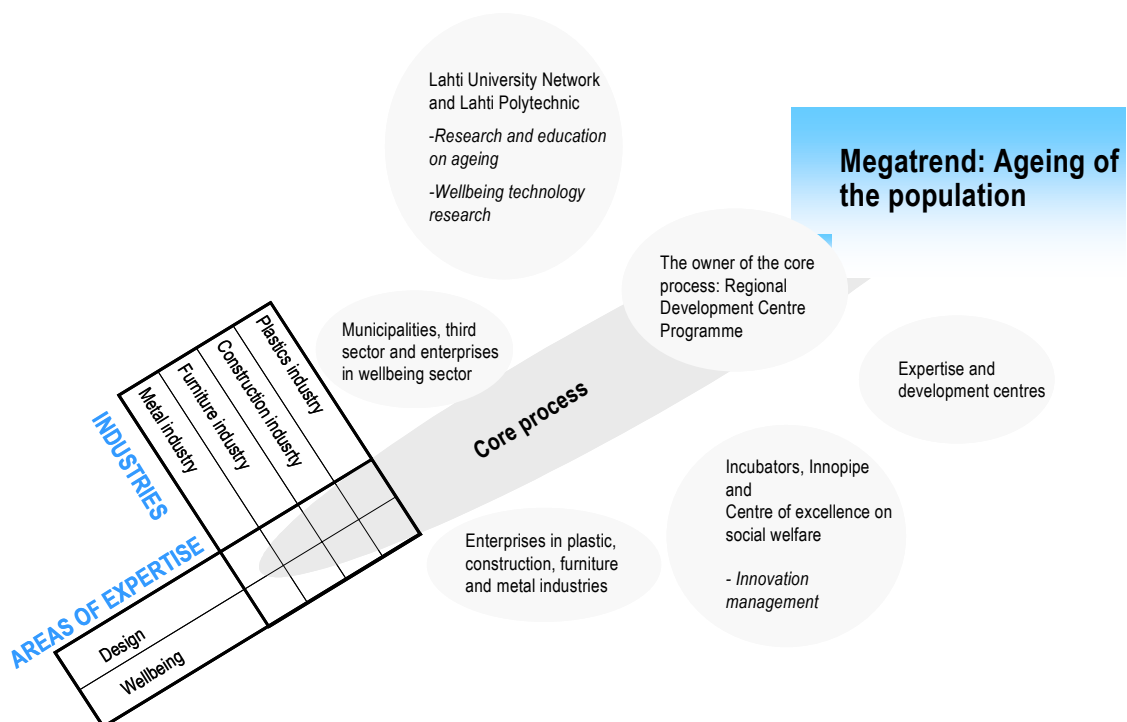 Lahti University Network
and Lahti Polytechnic
-Research and education
on ageing
-Wellbeing technology
research
Megatrend: Ageing of
the population
The owner of the core
process: Regional
Development Centre
Programme
Municipalities, third
sector and enterprises
in wellbeing sector
Expertise and
development centres
Core process
INDUSTRIES
Metal industry
Furniture industry
Construction indusrty
Plastics industry
AREAS OF EXPERTISE
Design
Wellbeing
Enterprises in plastic,
construction, furniture
and metal industries
Incubators, Innopipe
and
Centre of excellence on
social welfare
- Innovation
management